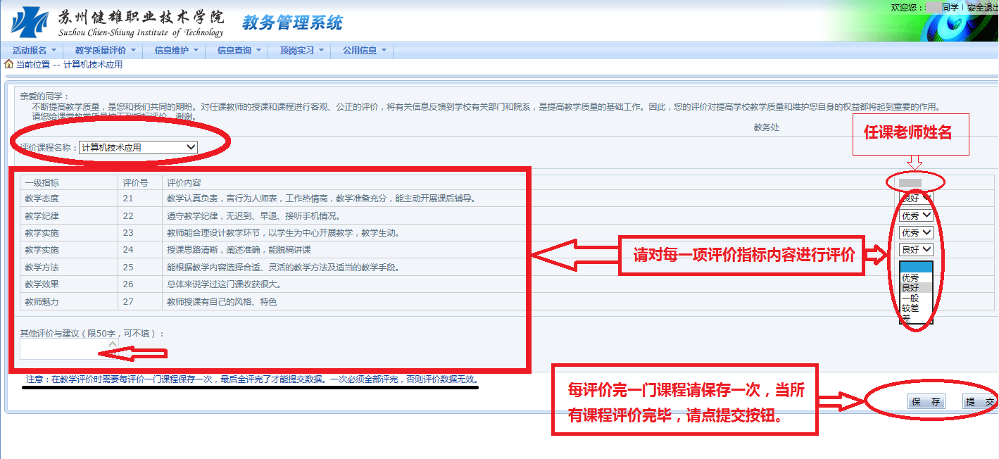 苏州健雄职业技术学院 教务管理系统
Suzhou Chien-Shiung Institute of Technology
欢迎您： 同学 | 安全退出
活动报名 教学质量评价 信息维护 信息查询 顶岗实习 公用信息
当前位置 -- 计算机技术应用
亲爱的同学：
不断提高教学质量，是您和我们共同的期盼。对任课教师的授课和课程进行客观、公正的评价，将有关信息反馈到学校有关部门和院系，是提高教学质量的基础工作。因此，您的评价对提高学校教学质量和维护您自身的权益都将起到重要的作用。
请您给课堂教学质量按下列指标评价，谢谢。
教务处
任课老师姓名
评价课程名称：计算机技术应用
一级指标 评价号 评价内容
教学态度 21 教学认真负责，言行为人师表，工作热情高，教学准备充分，能主动开展课后辅导。 良好
教学纪律 22 遵守教学纪律，无迟到、早退、接听手机情况。 优秀
教学实施 23 教师能合理设计教学环节，以学生为中心开展教学，教学生动。 优秀
教学实施 24 授课思路清晰，阐述准确，能脱稿讲课 良好
请对每一项评价指标内容进行评价
教学方法 25 能根据教学内容选择合适、灵活的教学方法及适当的教学手段。
教学效果 26 总体来说学过这门课收获很大。
教师魅力 27 教师授课有自己的风格、特色
优秀
良好
一般
较差
差
其他评价与建议（限50字，可不填）：
注意：在教学评价时需要每评价一门课程保存一次，最后全评完了才能提交数据。一次必须全部评完，否则评价数据无效。
每评价完一门课程请保存一次，当所
有课程评价完毕，请点提交按钮。
保 存 提 交